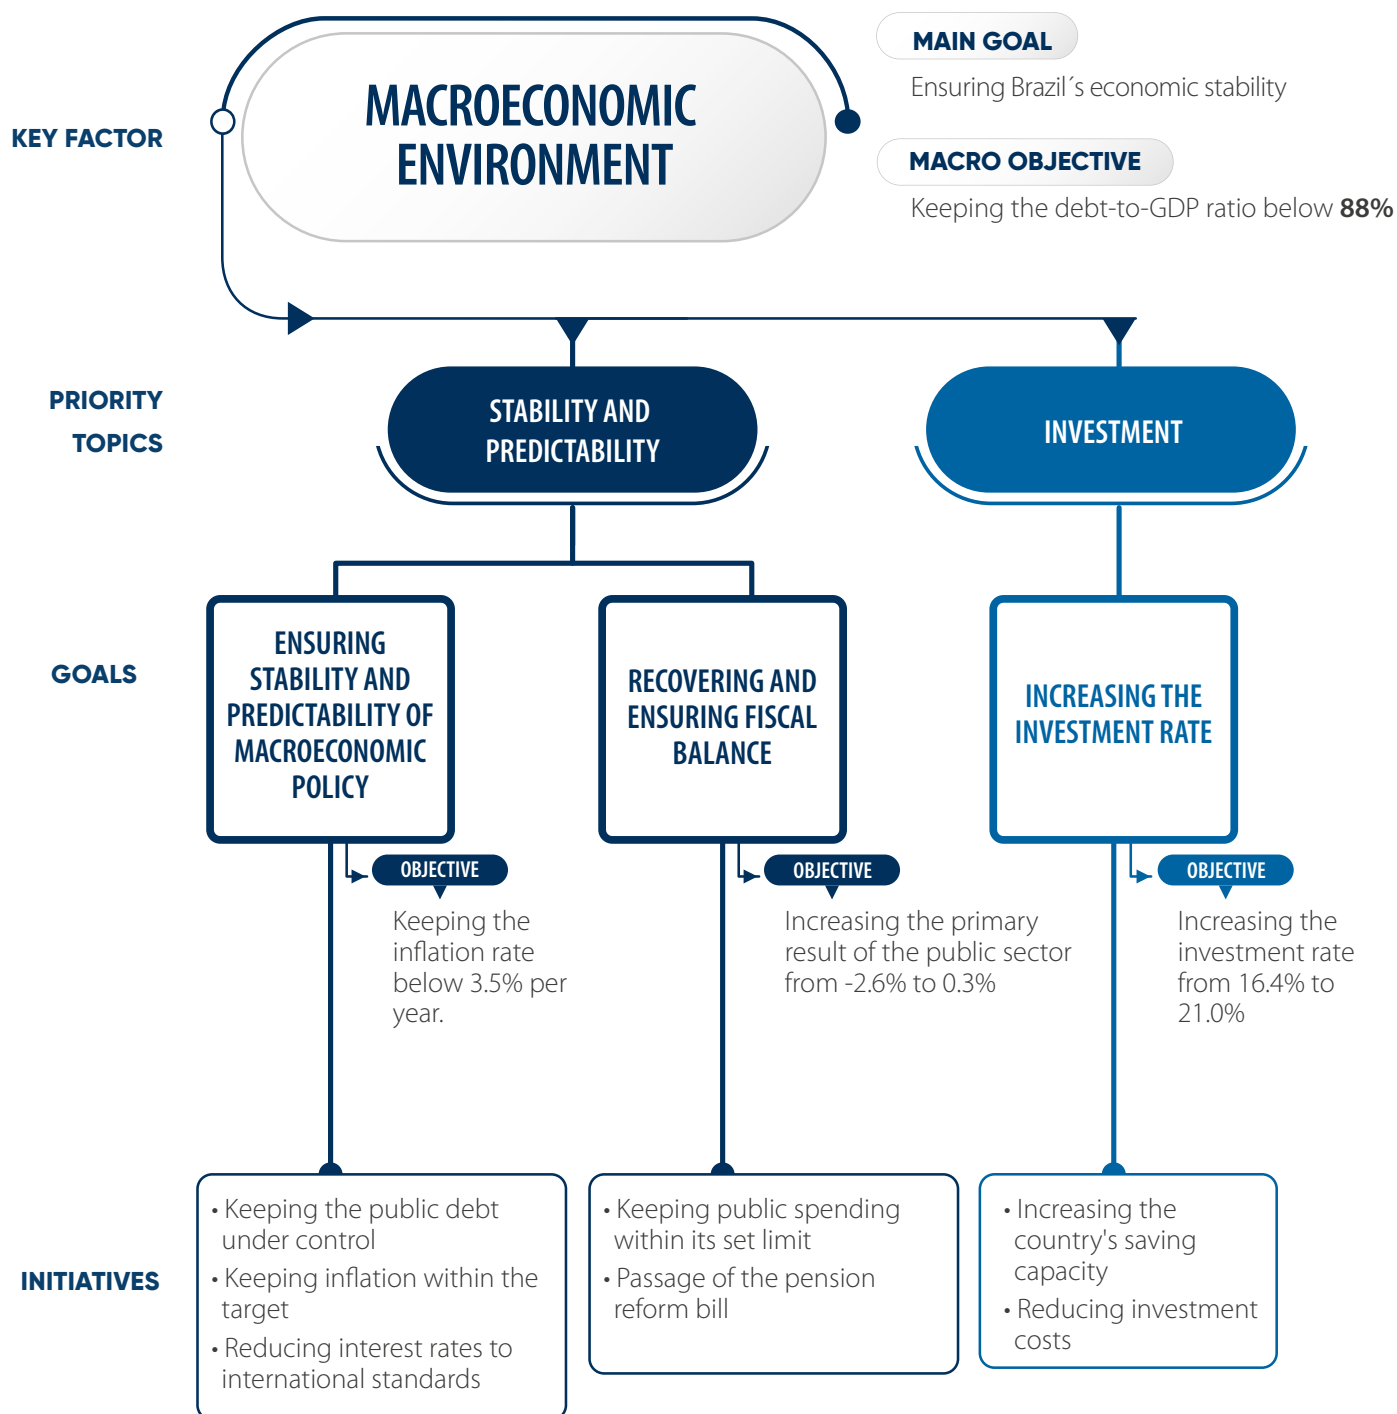 MAIN GOAL
Ensuring Brazil´s economic stability
KEY FACTOR
MACROECONOMIC
ENVIRONMENT
MACRO OBJECTIVE
Keeping the debt-to-GDP ratio below 88%
PRIORITY
TOPICS
STABILITY AND
PREDICTABILITY
INVESTMENT
GOALS
ENSURING
STABILITY AND
PREDICTABILITY OF
MACROECONOMIC
POLICY
RECOVERING AND
ENSURING FISCAL
BALANCE
INCREASING THE
INVESTMENT RATE
OBJECTIVE
Keeping the
inflation rate
below 3.5% per
year.
OBJECTIVE
Increasing the primary
result of the public sector
from -2.6% to 0.3%
OBJECTIVE
Increasing the
investment rate
from 16.4% to
21.0%
INITIATIVES
• Keeping the public debt
under control
• Keeping inflation within the
target
• Reducing interest rates to
international standards
• Keeping public spending
within its set limit
• Passage of the pension
reform bill
• Increasing the
country's saving
capacity
• Reducing investment
costs